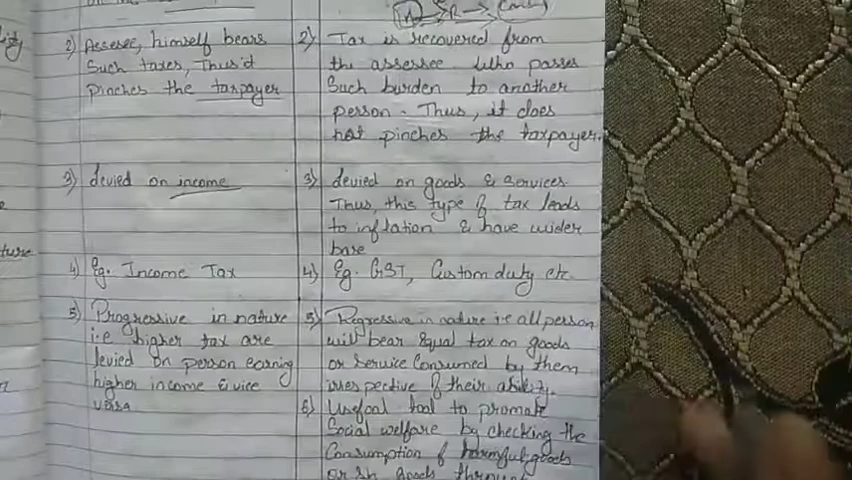 2) Assesee, himself bears
Such taxes, Thus it
pinches the taxpayer
3) levied on income
4) Eg. Income Tax
5) Progressive in nature
i.e higher tax are
levied on person earning
higher income & vice
versa
R
2) Tax is recovered from
the assessee who passes
Such burden to another
person. Thus, it does
not pinches the taxpayer.
3) levied on goods & services.
Thus, this type of tax leads
to inflation & have wider
base
4) Eg. GST, Custom duty etc.
5) Regressive in nature i.e all person
will bear Equal tax on goods
or Service Consumed by them
irrespective of their ability.
6) Useful tool to promote
Social welfare by checking the
Consumption of harmful goods
or sin goods through